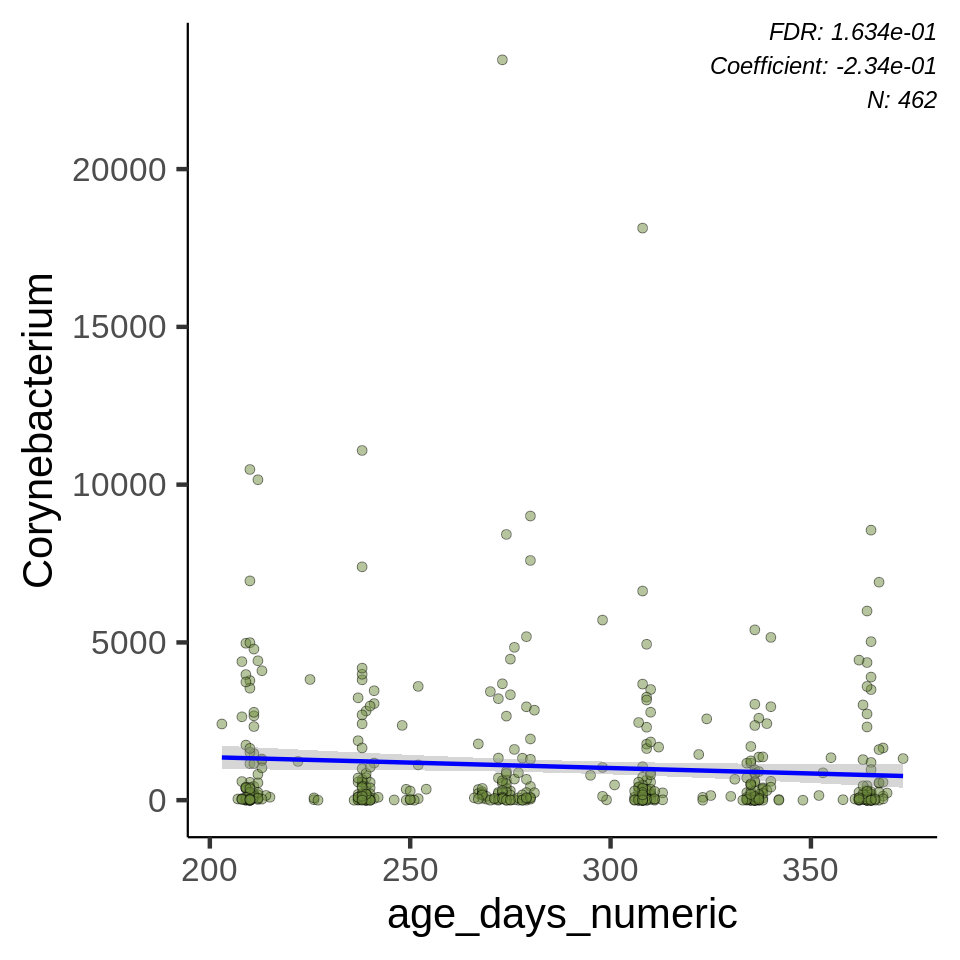 FDR: 1.634e-01
Coefficient: -2.34e-01
N: 462
20000
15000
10000
5000
0
Corynebacterium
200 250 300 350
age_days_numeric